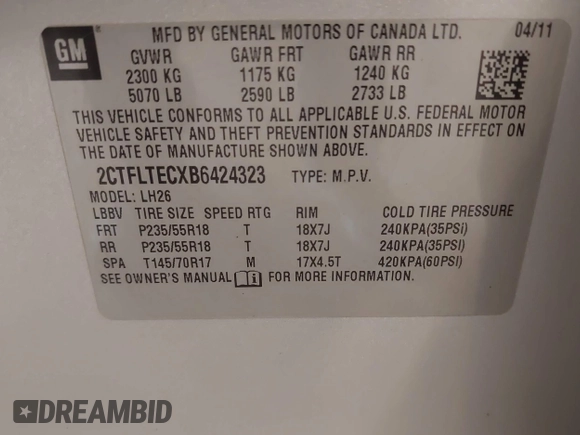 GM
MFD BY GENERAL MOTORS OF CANADA LTD. 04/11
GVWR GAWR FRT GAWR RR
2300 KG 1175 KG 1240 KG
5070 LB 2590 LB 2733 LB
THIS VEHICLE CONFORMS TO ALL APPLICABLE U.S. FEDERAL MOTOR
VEHICLE SAFETY AND THEFT PREVENTION STANDARDS IN EFFECT ON
THE DATE OF MANUFACTURE SHOWN ABOVE.
2CTFLTECXB6424323 TYPE: M.P.V.
MODEL: LH26
LBBV TIRE SIZE SPEED RTG RIM COLD TIRE PRESSURE
FRT P235/55R18 T 18X7J 240KPA(35PSI)
RR P235/55R18 T 18X7J 240KPA(35PSI)
SPA T145/70R17 M 17X4.5T 420KPA(60PSI)
SEE OWNER'S MANUAL FOR MORE INFORMATION.
DREAMBID